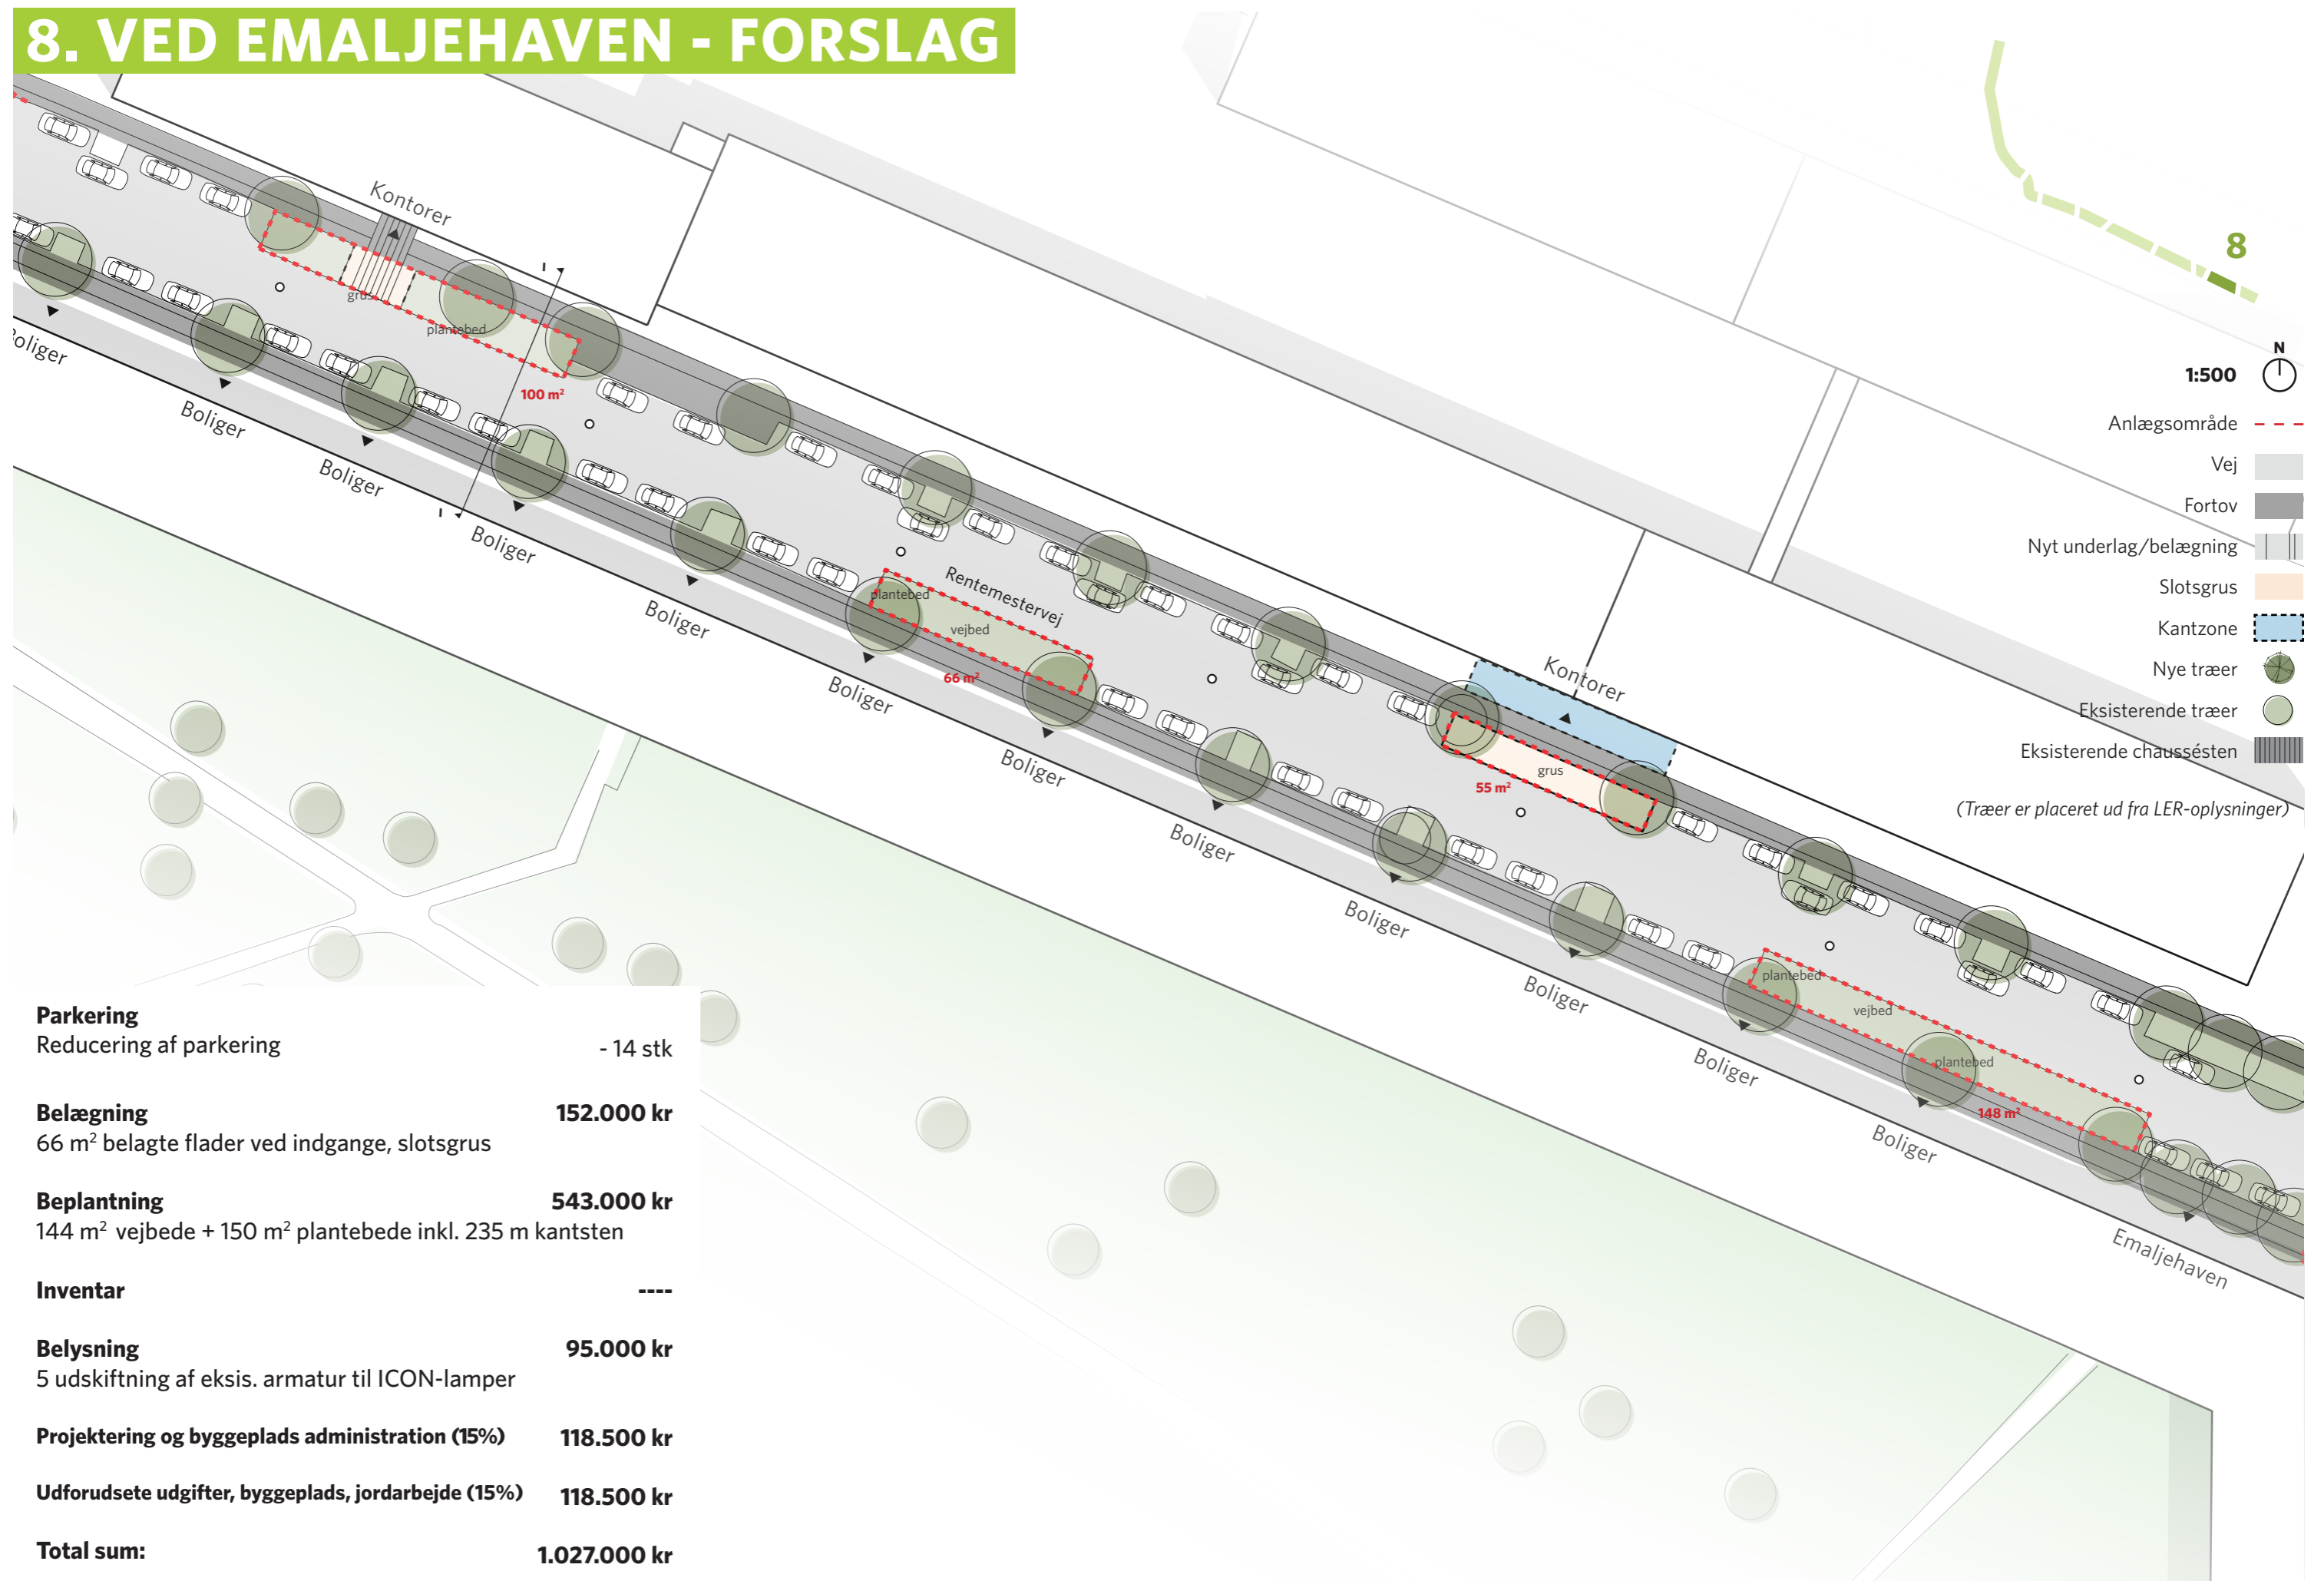 8. VED EMALJEHAVEN - FORSLAG
8
N
1:500
Anlægsområde
Vej
Fortov
Nyt underlag/belægning
Slotsgrus
Kantzone
Nye træer
Eksisterende træer
Eksisterende chaussésten
(Træer er placeret ud fra LER-oplysninger)
Kontorer
I
grus
plantebed
100 m²
I
Boliger
Boliger
Boliger
Boliger
Boliger
Boliger
Boliger
Boliger
Boliger
Boliger
Boliger
Boliger
Rentemestervej
plantebed
vejbed
66 m²
Kontorer
grus
55 m²
plantebed
vejbed
plantebed
148 m²
Emaljehaven
Parkering
Reducering af parkering - 14 stk
Belægning 152.000 kr
66 m² belagte flader ved indgange, slotsgrus
Beplantning 543.000 kr
144 m² vejbede + 150 m² plantebede inkl. 235 m kantsten
Inventar ----
Belysning 95.000 kr
5 udskiftning af eksis. armatur til ICON-lamper
Projektering og byggeplads administration (15%) 118.500 kr
Udforudsete udgifter, byggeplads, jordarbejde (15%) 118.500 kr
Total sum: 1.027.000 kr